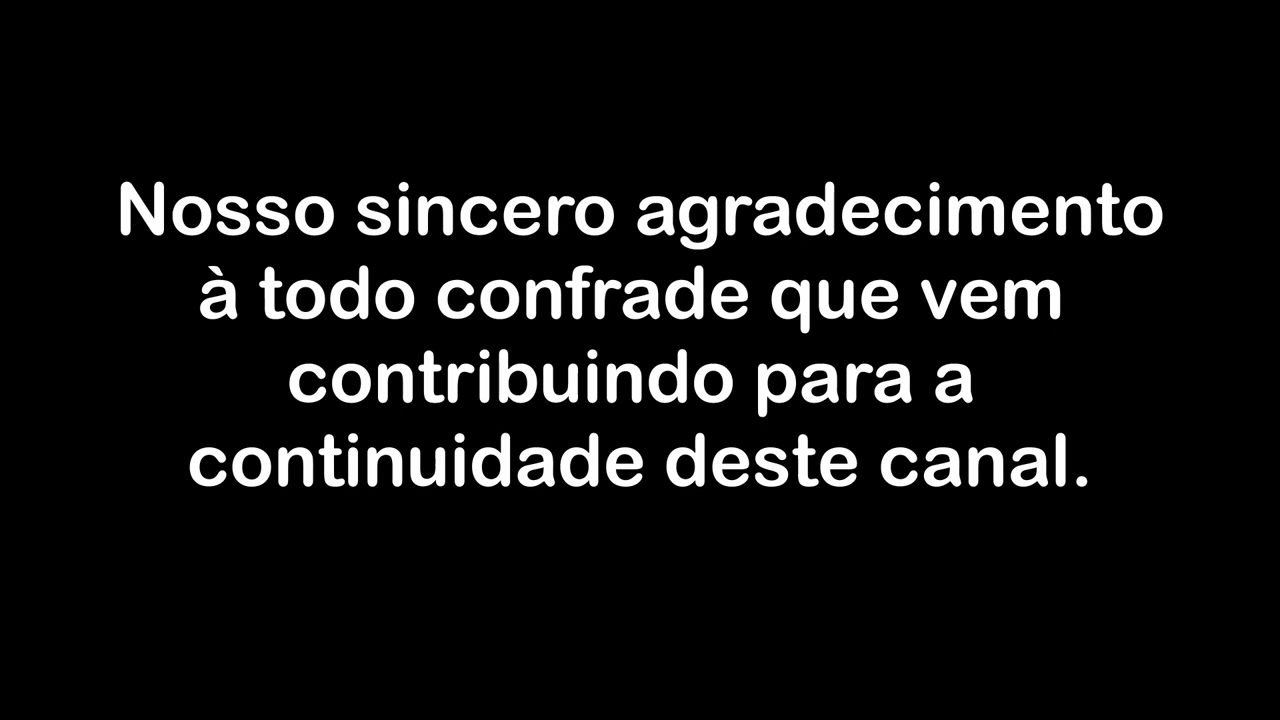 Nosso sincero agradecimento
à todo confrade que vem
contribuindo para a
continuidade deste canal.